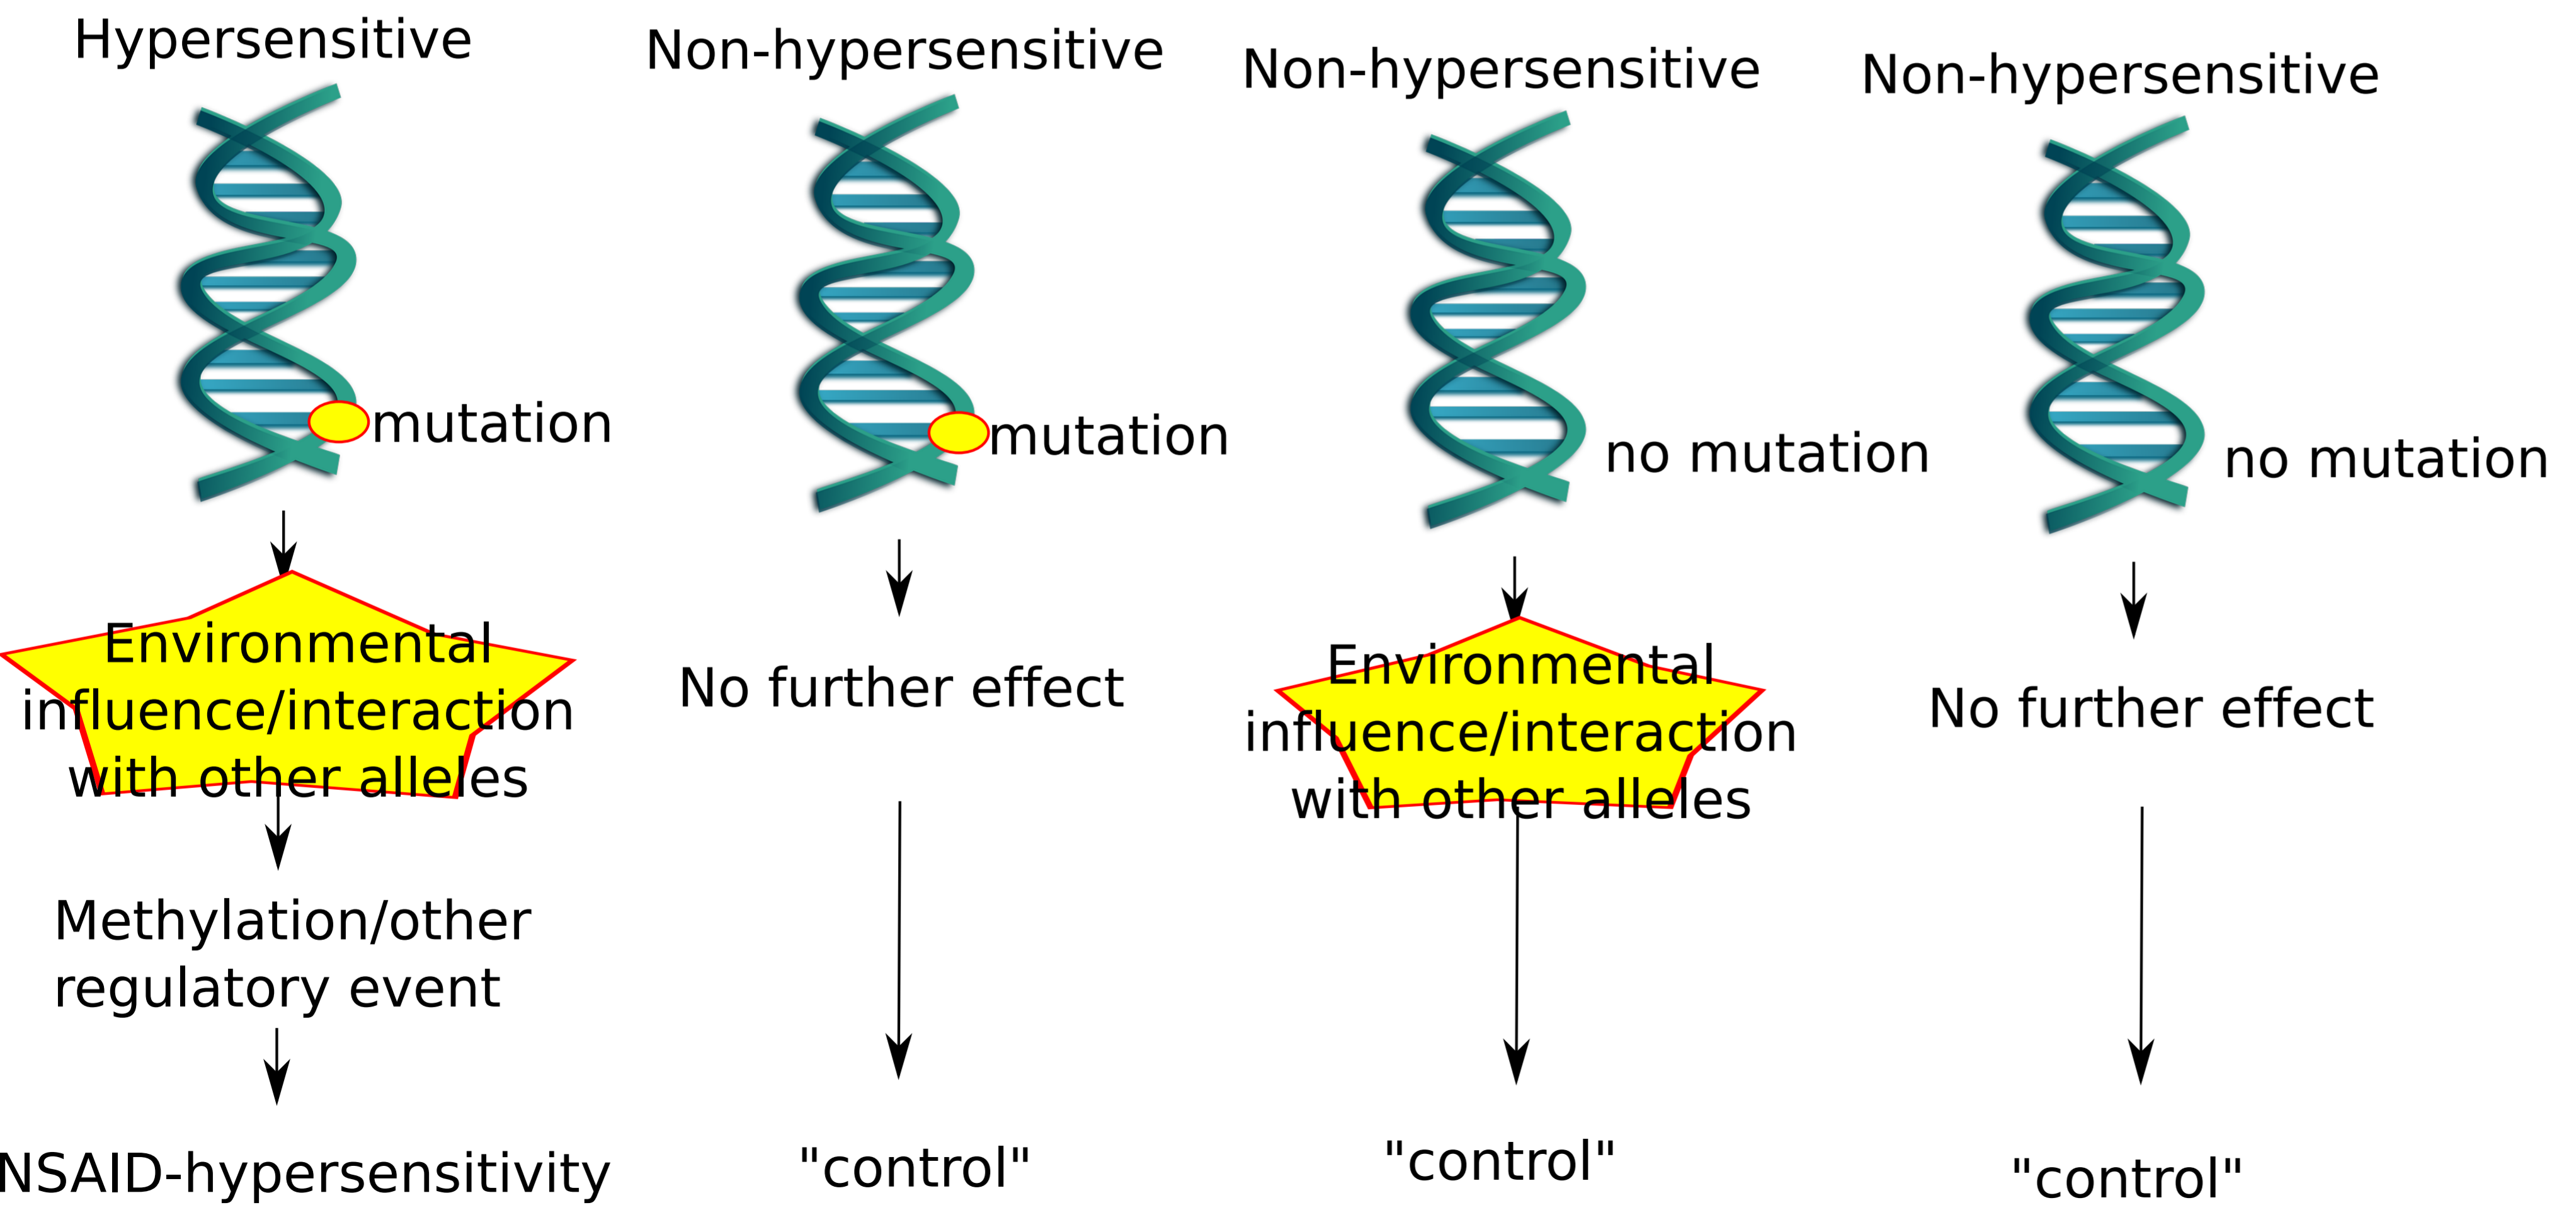 Hypersensitive
Non-hypersensitive
Non-hypersensitive
Non-hypersensitive
mutation
mutation
no mutation
no mutation
Environmental
influence/interaction
with other alleles
No further effect
Environmental
influence/interaction
with other alleles
No further effect
Methylation/other
regulatory event
NSAID-hypersensitivity
"control"
"control"
"control"